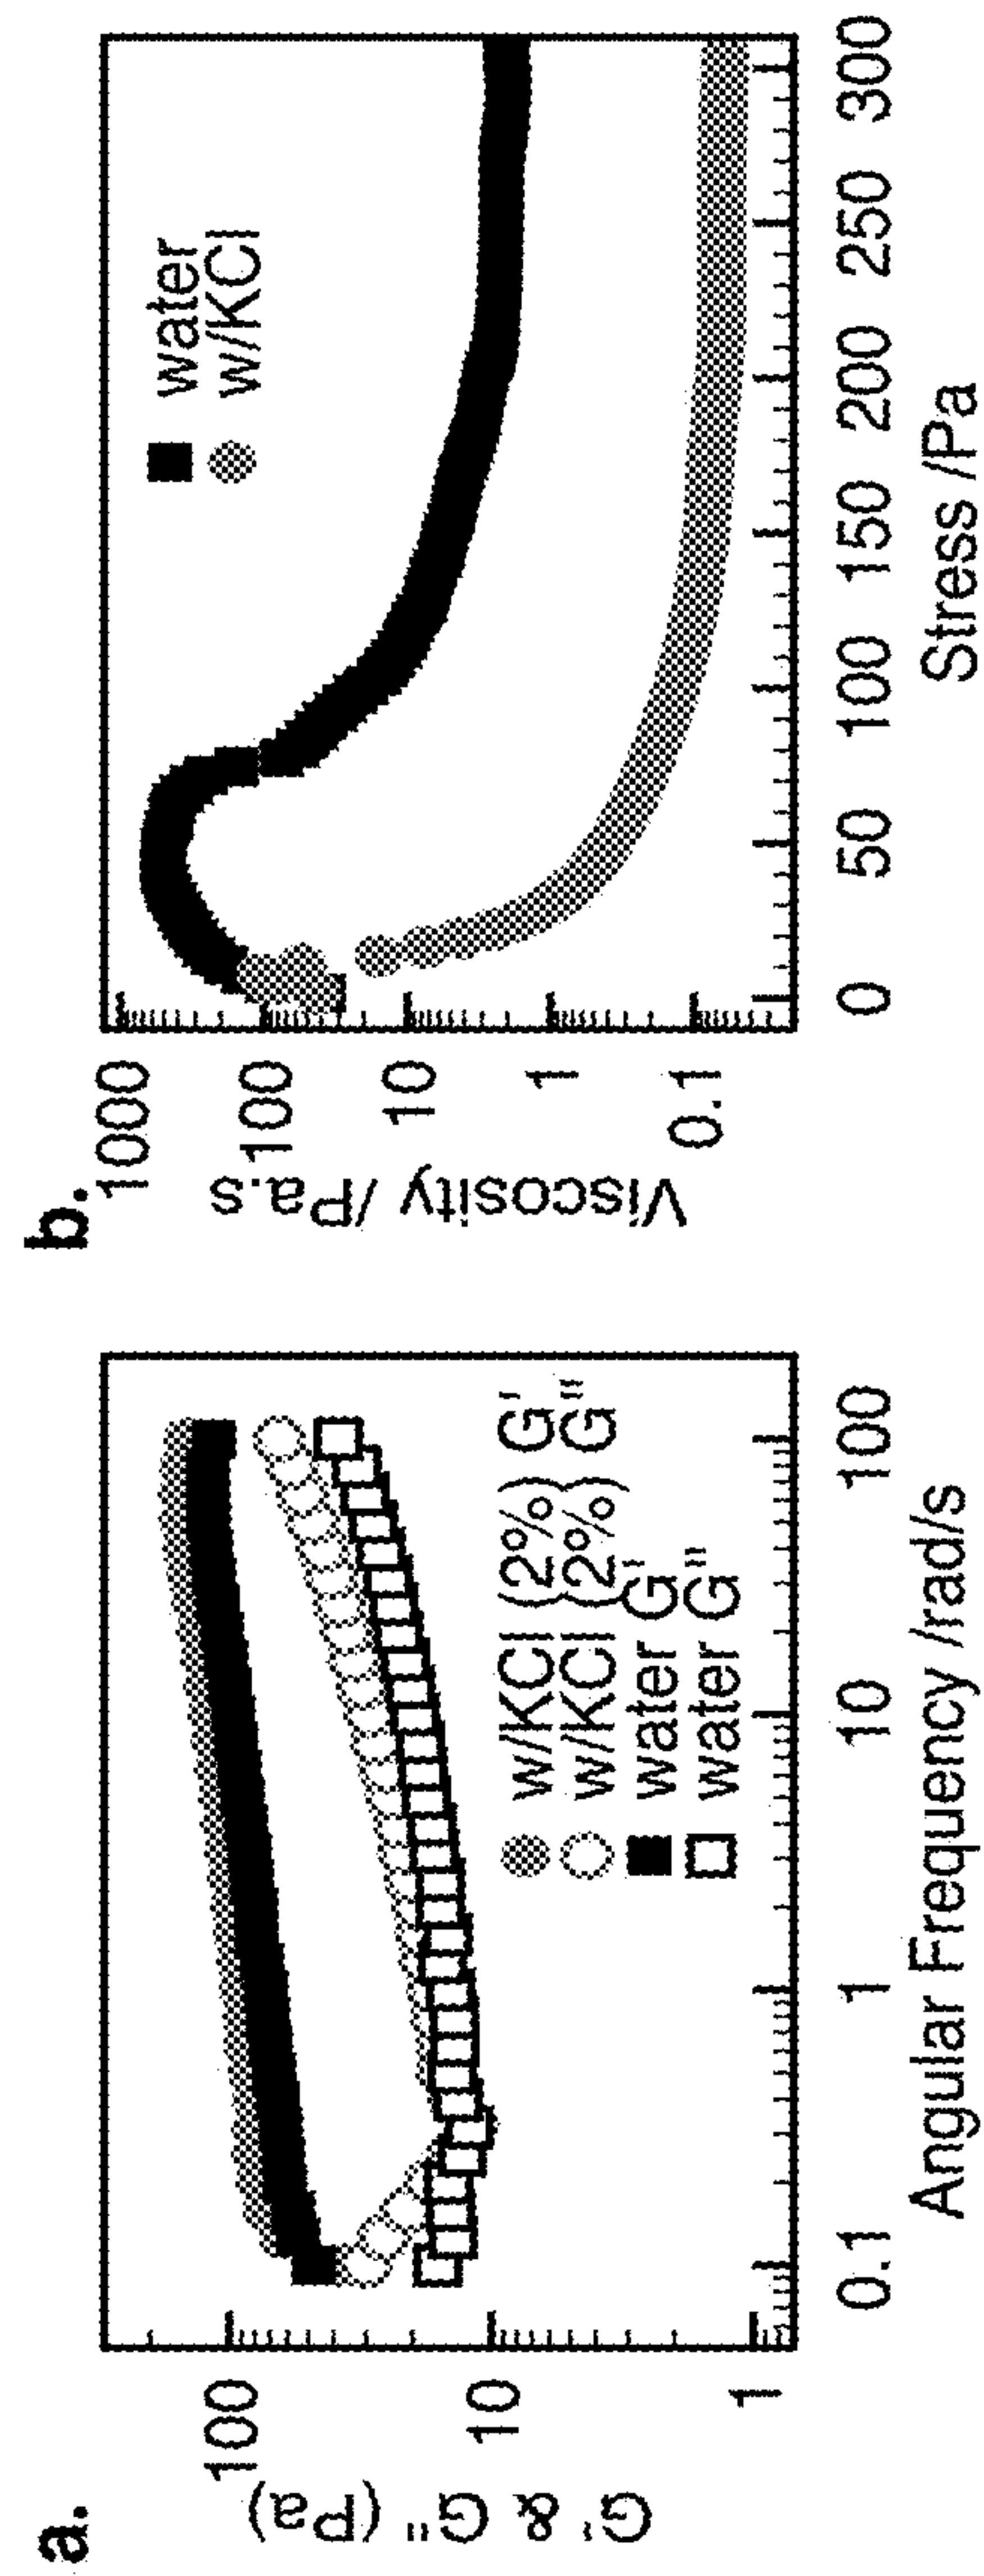 a.
G' & G" (Pa)
100
10
1
w/KCl (2%) G'
w/KCl (2%) G"
water G'
water G"
0.1 1 10 100
Angular Frequency /rad/s
b.
Viscosity /Pa.s
1000
100
10
1
0.1
water
w/KCl
0 50 100 150 200 250 300
Stress /Pa